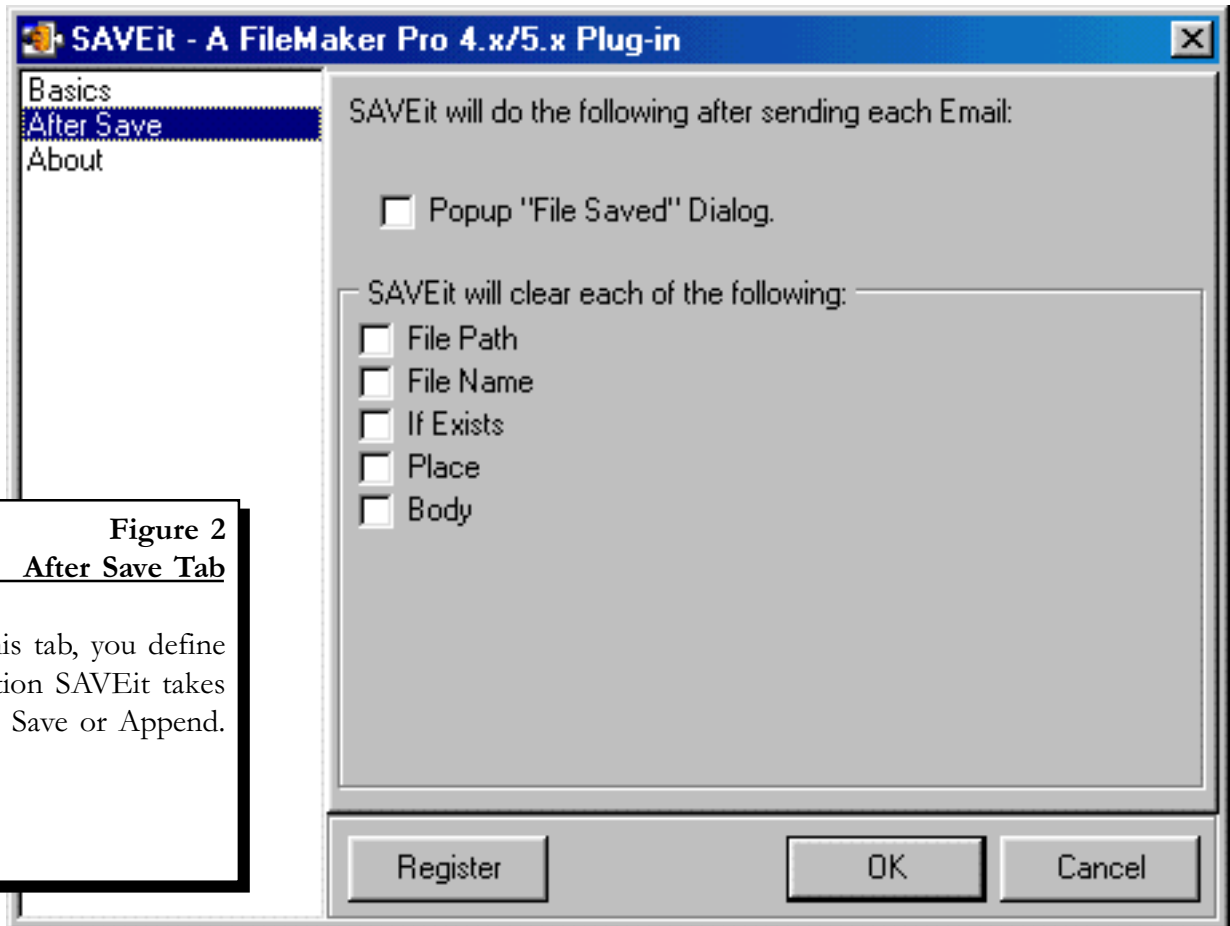 SAVEit - A FileMaker Pro 4.x/5.x Plug-in
Basics
After Save
About
SAVEit will do the following after sending each Email:
Popup "File Saved" Dialog.
SAVEit will clear each of the following:
File Path
File Name
If Exists
Place
Body
Figure 2
After Save Tab
tab, you define
SAVEit takes
Save or Append.
Register
OK
Cancel